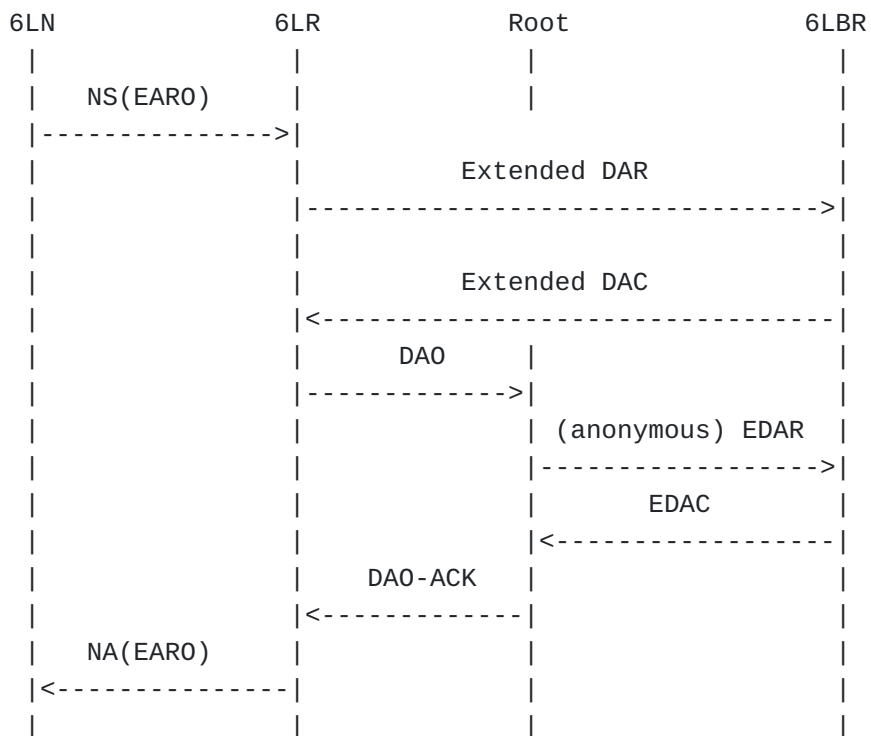 6LN 6LR Root 6LBR
NS(EARO)
Extended DAR
Extended DAC
DAO
(anonymous) EDAR
EDAC
DAO-ACK
NA(EARO)